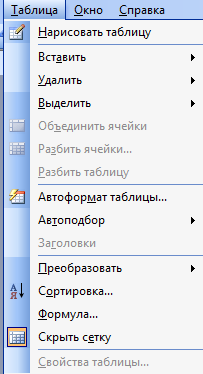 Таблица Окно Справка
Нарисовать таблицу
Вставить
Удалить
Выделить
Объединить ячейки
Разбить ячейки...
Разбить таблицу
Автоформат таблицы...
Автоподбор
Заголовки
Преобразовать
Сортировка...
Формула...
Скрыть сетку
Свойства таблицы...